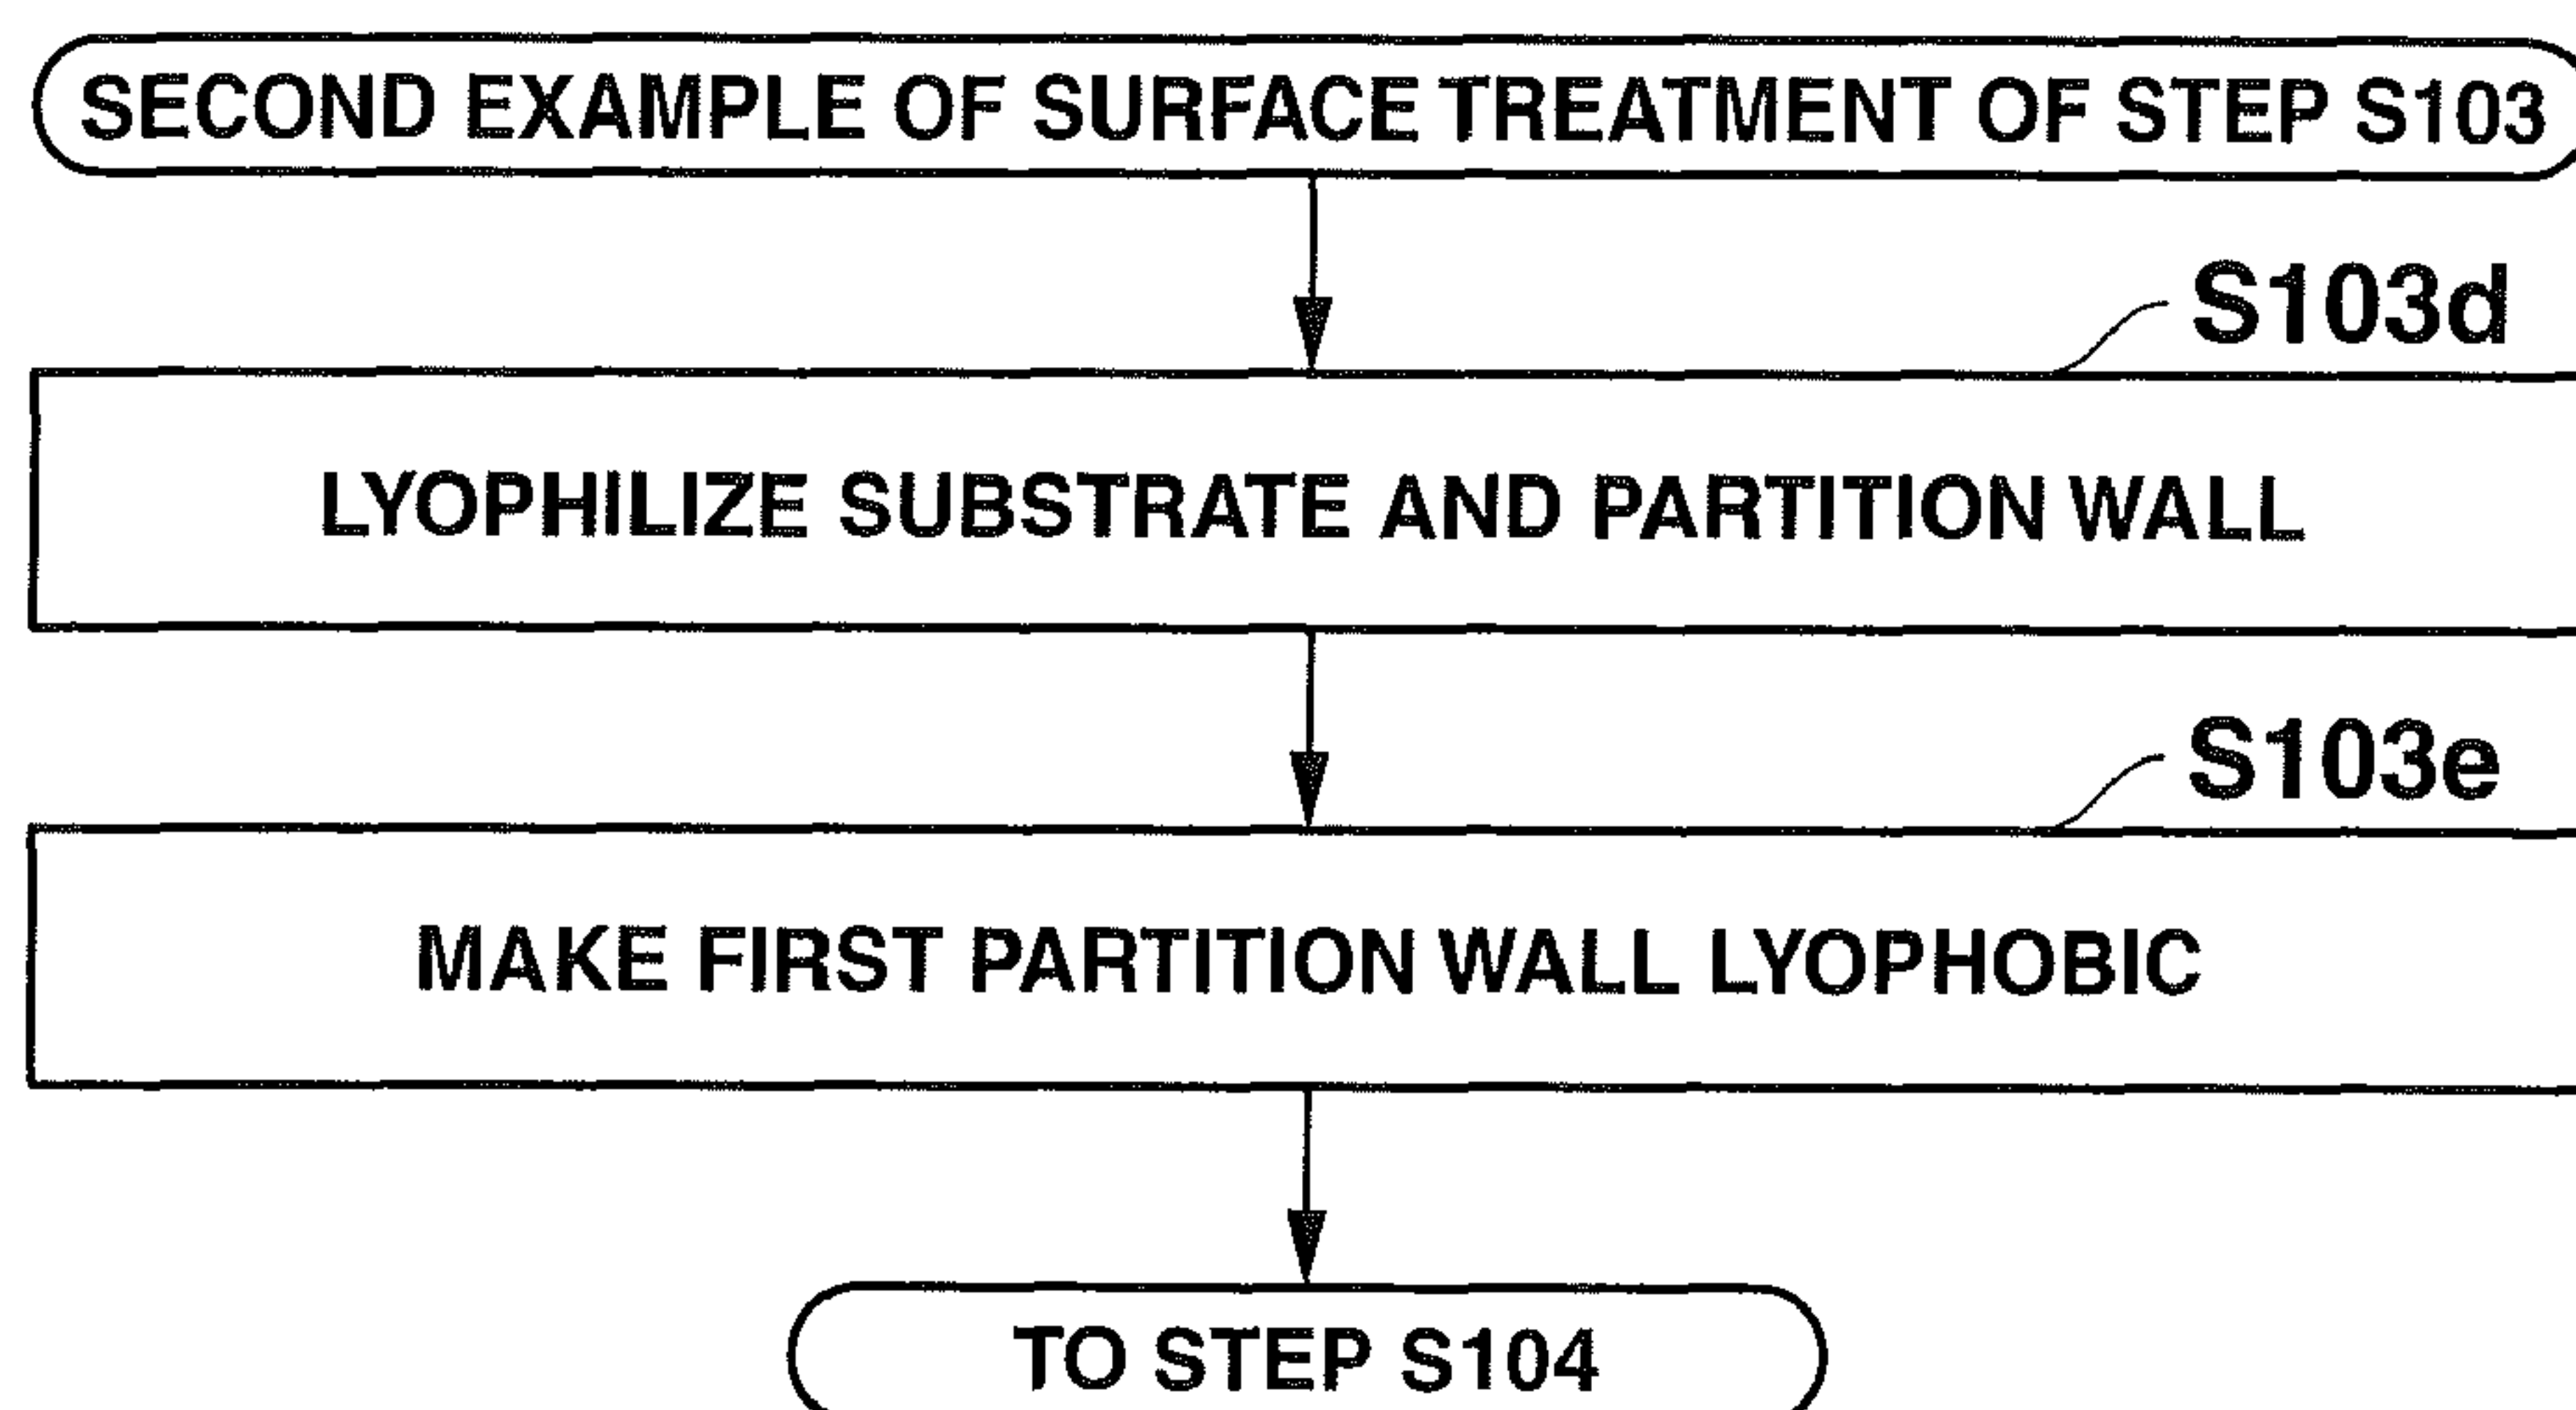 SECOND EXAMPLE OF SURFACE TREATMENT OF STEP S103
S103d
LYOPHILIZE SUBSTRATE AND PARTITION WALL
S103e
MAKE FIRST PARTITION WALL LYOPHOBIC
TO STEP S104